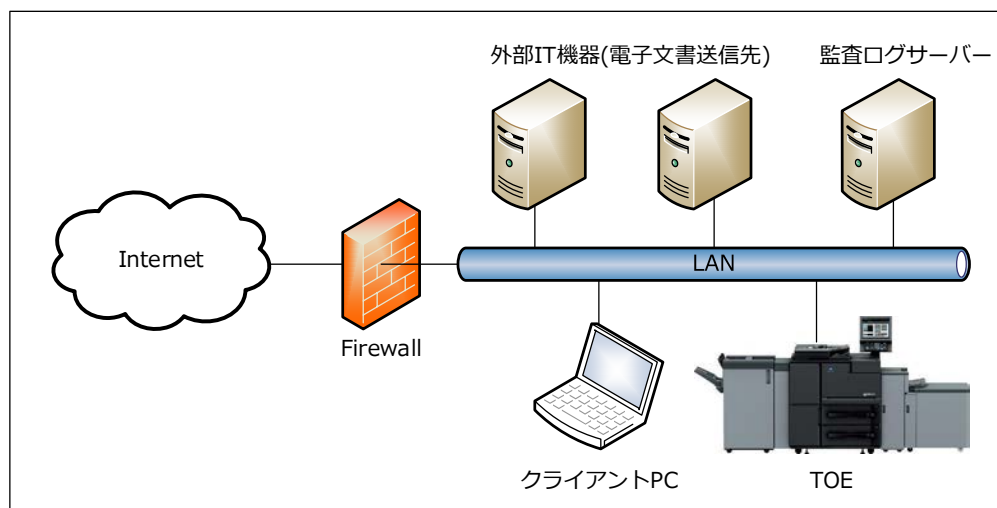 外部IT機器(電子文書送信先)
監査ログサーバー
Internet
LAN
Firewall
クライアントPC
TOE